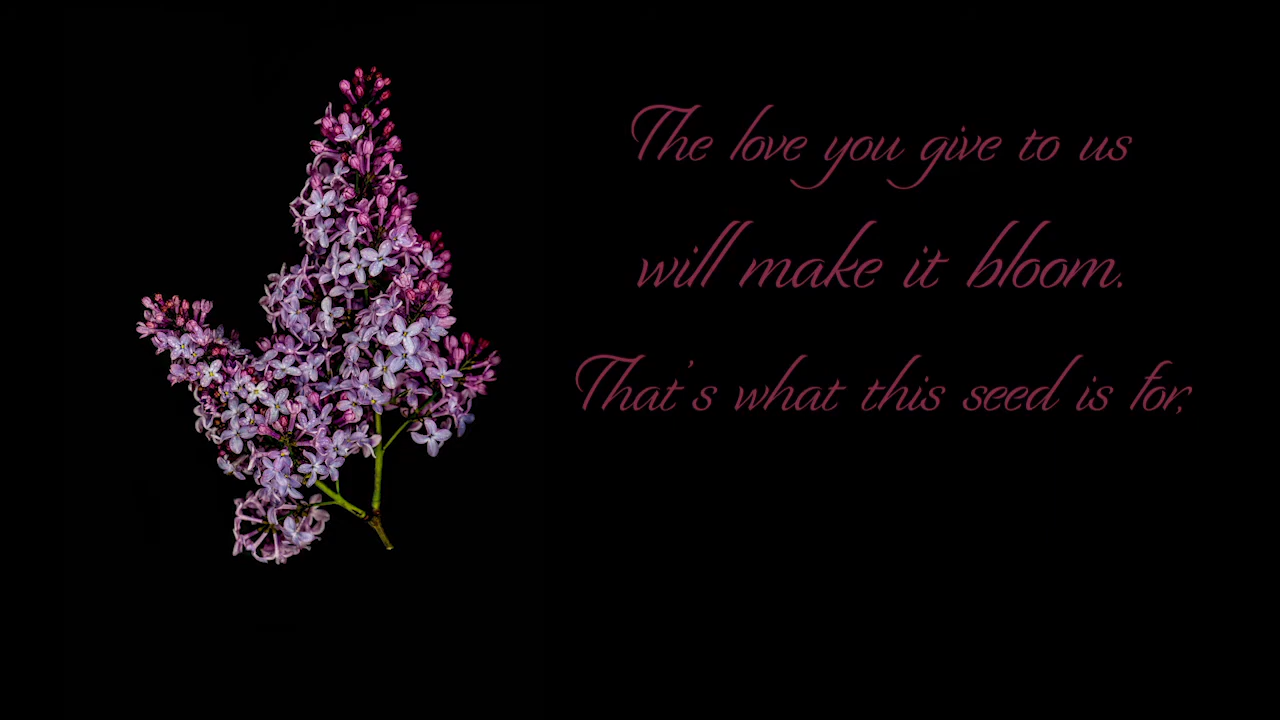 The love you give to us
will make it bloom.
That's what this seed is for,